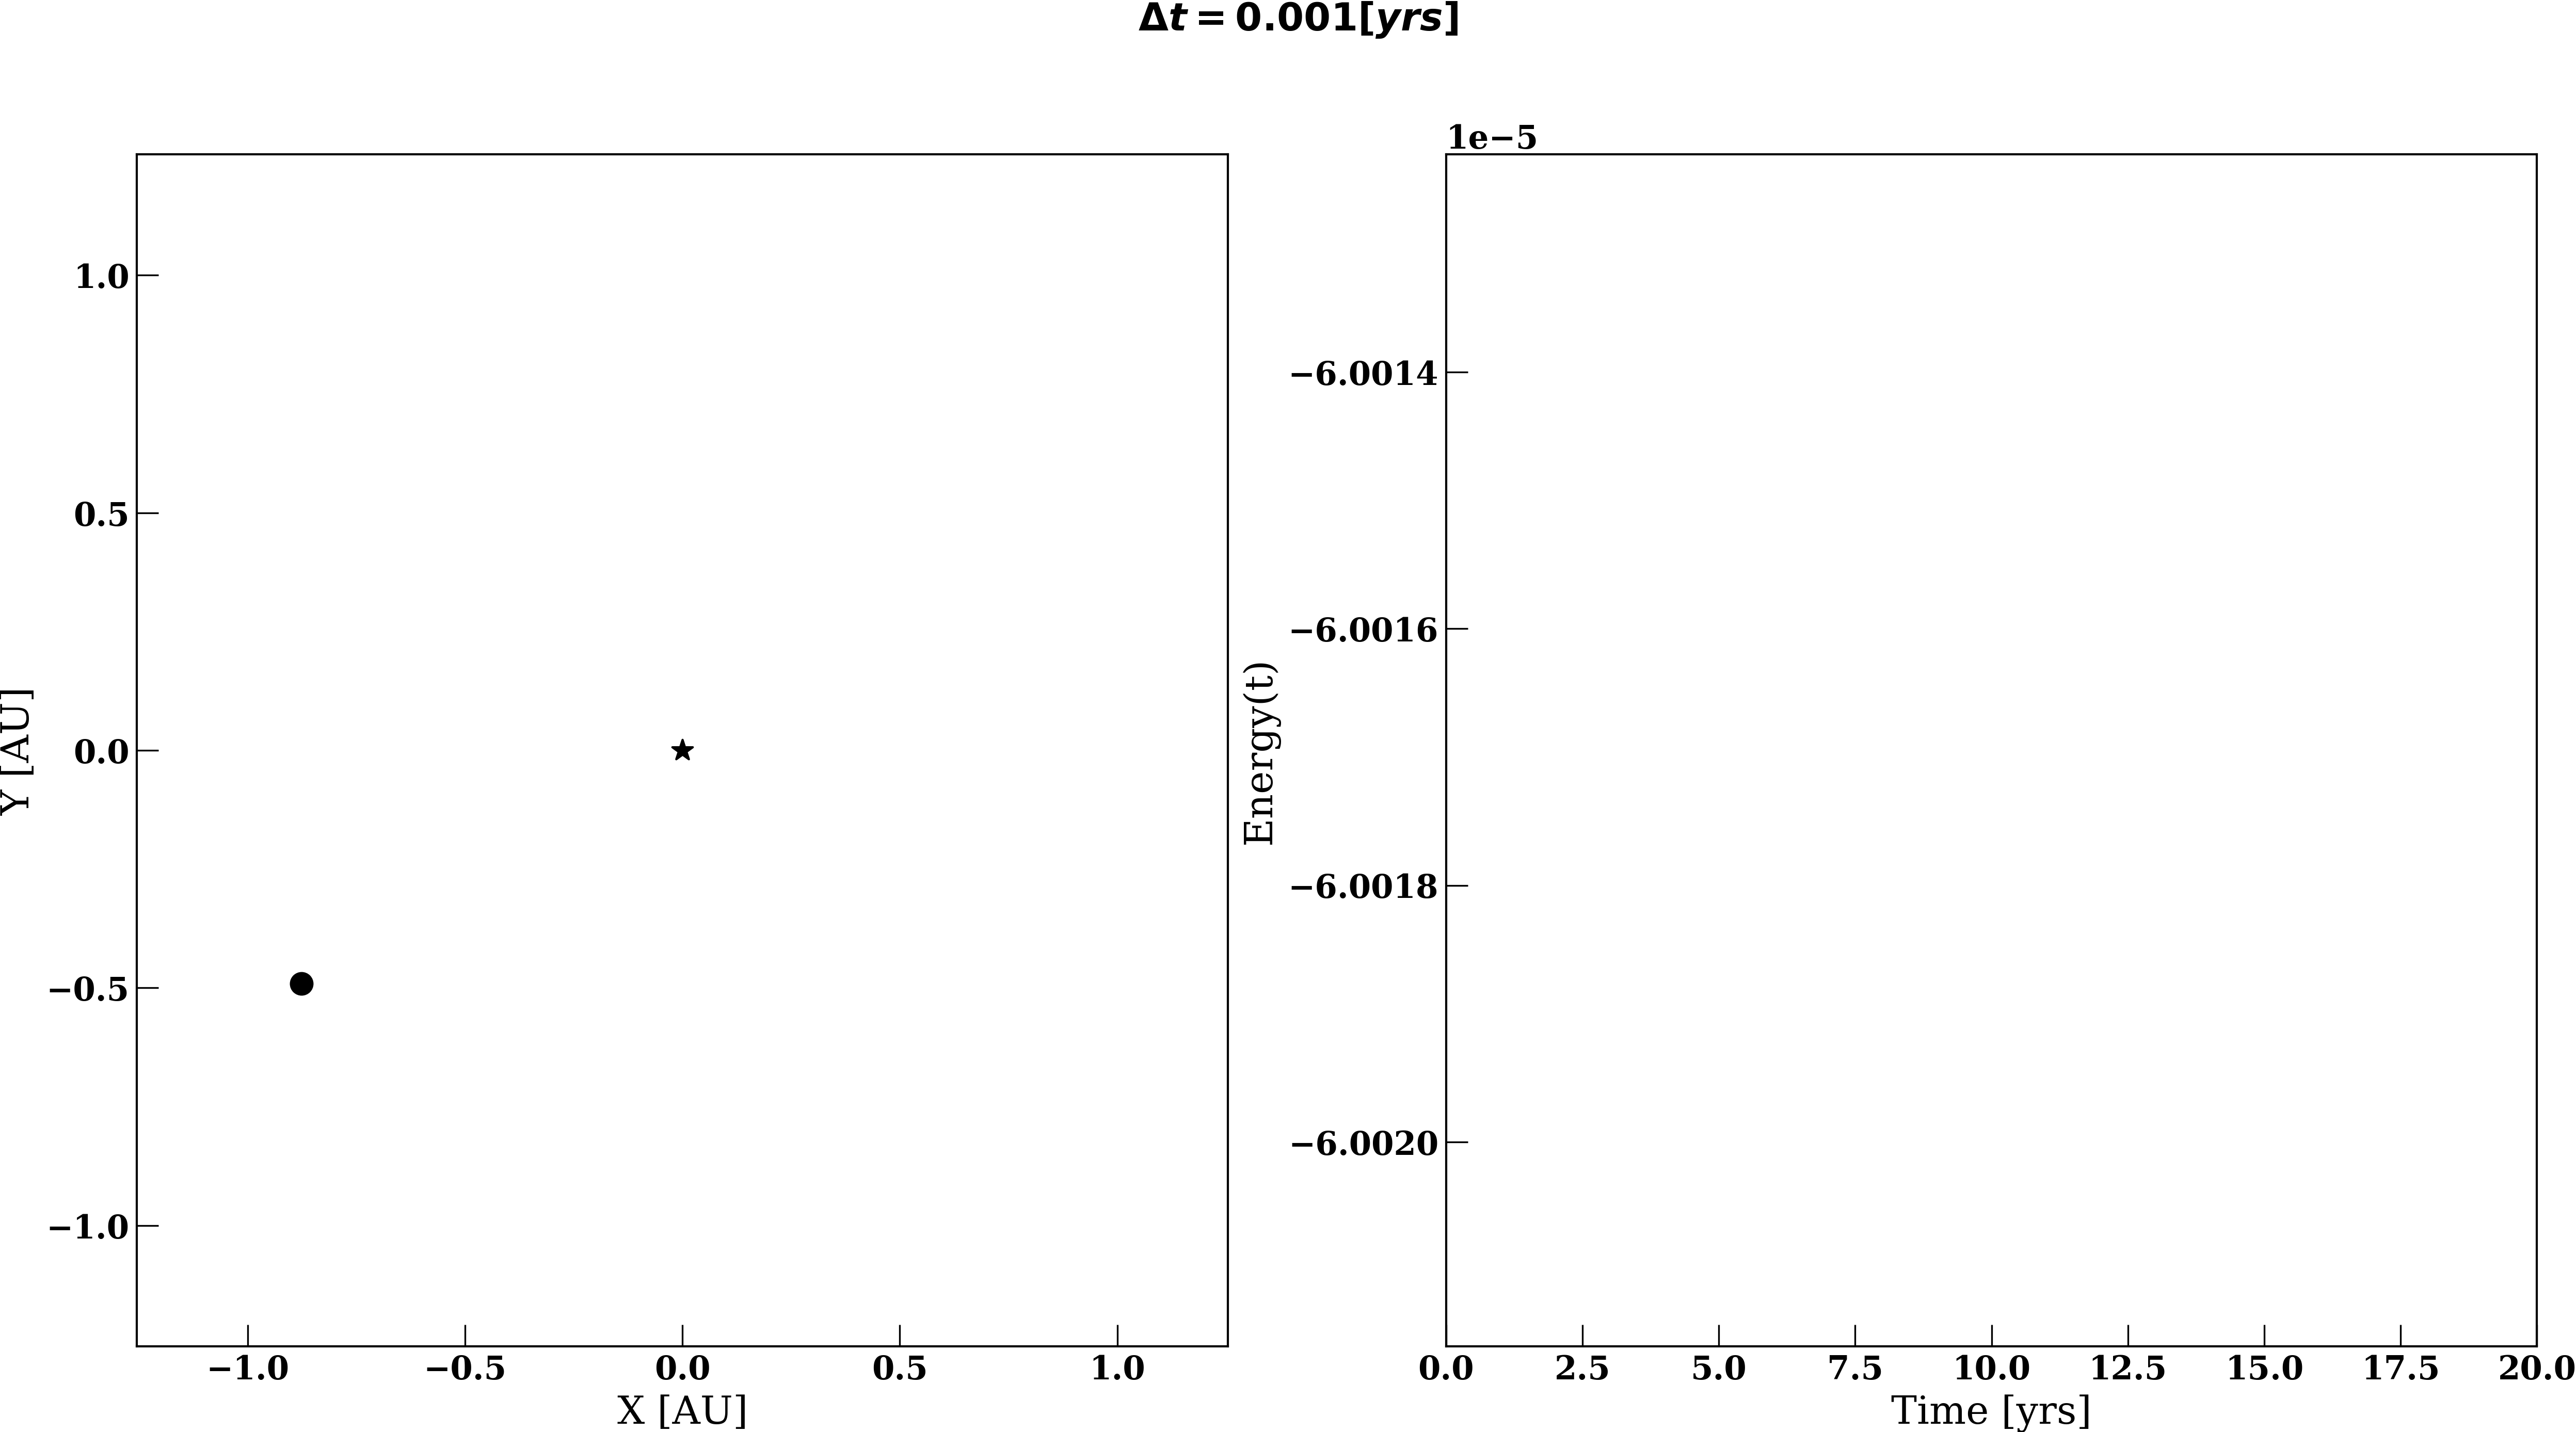 Δt = 0.001[yrs]
1.0
0.5
0.0
−0.5
−1.0
Y [AU]
−1.0 −0.5 0.0 0.5 1.0
X [AU]
1e−5
−6.0014
−6.0016
−6.0018
−6.0020
Energy(t)
0.0 2.5 5.0 7.5 10.0 12.5 15.0 17.5 20.0
Time [yrs]